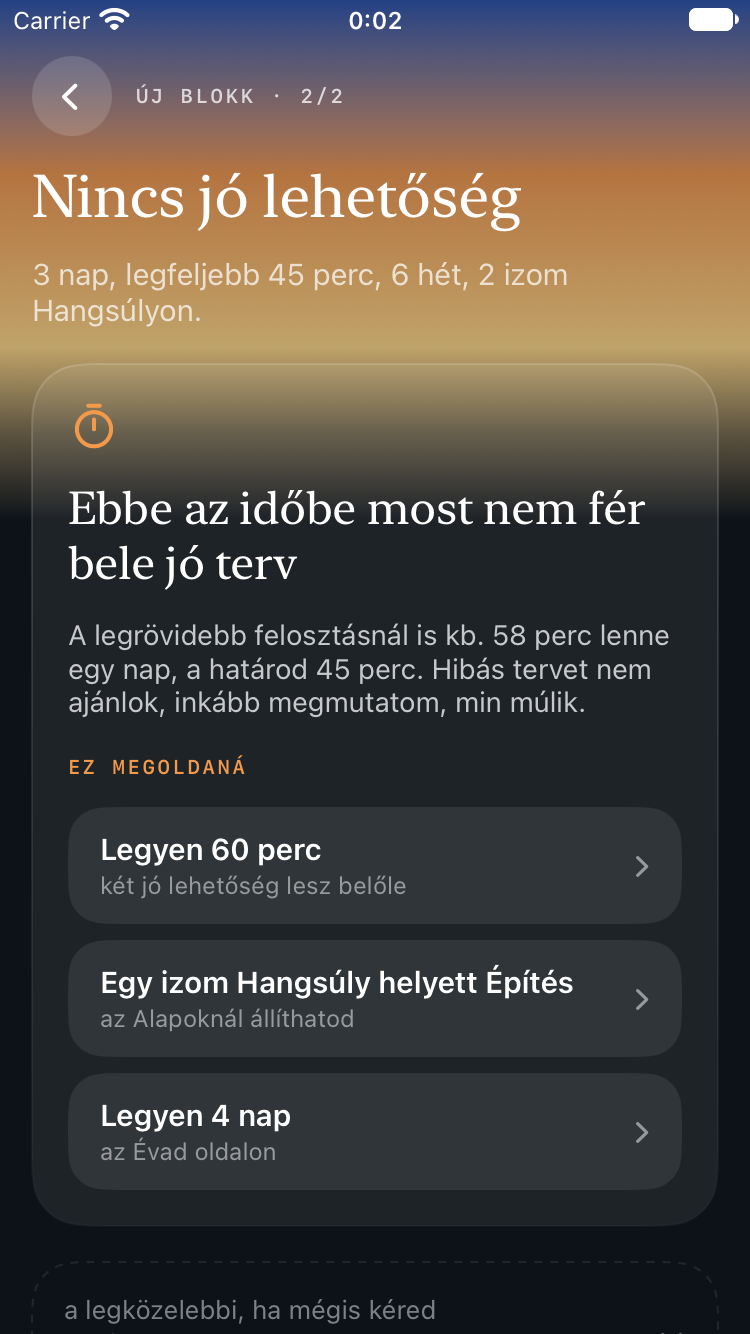 Carrier 0:02
ÚJ BLOKK · 2/2
Nincs jó lehetőség
3 nap, legfeljebb 45 perc, 6 hét, 2 izom
Hangsúlyon.
Ebbe az időbe most nem fér
bele jó terv
A legrövidebb felosztásnál is kb. 58 perc lenne
egy nap, a határod 45 perc. Hibás tervet nem
ajánlok, inkább megmutatom, min múlik.
EZ MEGOLDANÁ
Legyen 60 perc
két jó lehetőség lesz belőle
Egy izom Hangsúly helyett Építés
az Alapoknál állíthatod
Legyen 4 nap
az Évad oldalon
a legközelebbi, ha mégis kéred